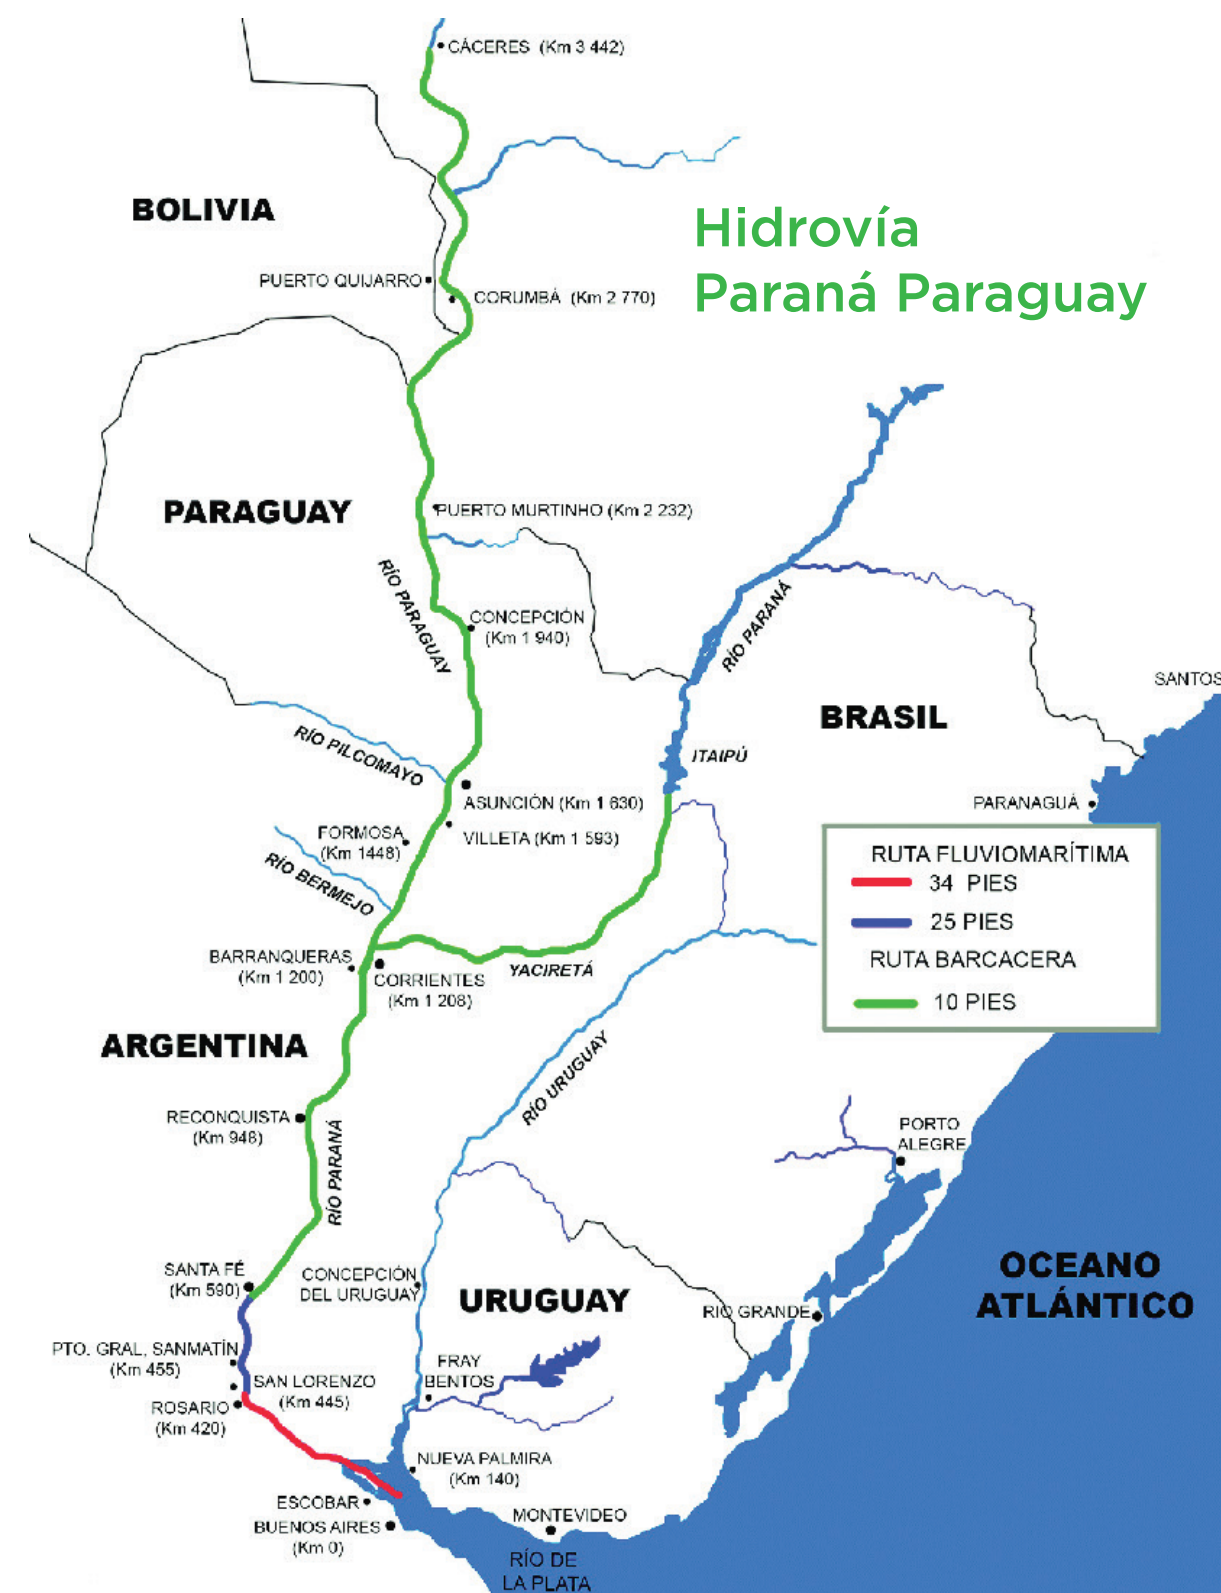 CÁCERES (Km 3 442)
BOLIVIA
Hidrovía
Paraná Paraguay
PUERTO QUIJARRO
CORUMBÁ (Km 2 770)
PARAGUAY
PUERTO MURTINHO (Km 2 232)
RÍO PARAGUAY
CONCEPCIÓN
(Km 1 940)
RÍO PARANÁ
SANTOS
BRASIL
RÍO PILCOMAYO
ITAIPÚ
ASUNCIÓN (Km 1 630)
PARANAGUÁ
FORMOSA
(Km 1448)
VILLETA (Km 1 593)
RÍO BERMEJO
RUTA FLUVIOMARÍTIMA
34 PIES
25 PIES
RUTA BARCACERA
10 PIES
BARRANQUERAS
(Km 1 200)
CORRIENTES
(Km 1 208)
YACIRETÁ
ARGENTINA
RÍO URUGUAY
RECONQUISTA
(Km 948)
RÍO PARANÁ
PORTO
ALEGRE
SANTA FÉ
(Km 590)
CONCEPCIÓN
DEL URUGUAY
URUGUAY
RIO GRANDE
OCEANO
ATLÁNTICO
PTO. GRAL, SANMATÍN
(Km 455)
SAN LORENZO
(Km 445)
ROSARIO
(Km 420)
FRAY
BENTOS
NUEVA PALMIRA
(Km 140)
ESCOBAR
BUENOS AIRES
(Km 0)
MONTEVIDEO
RÍO DE
LA PLATA